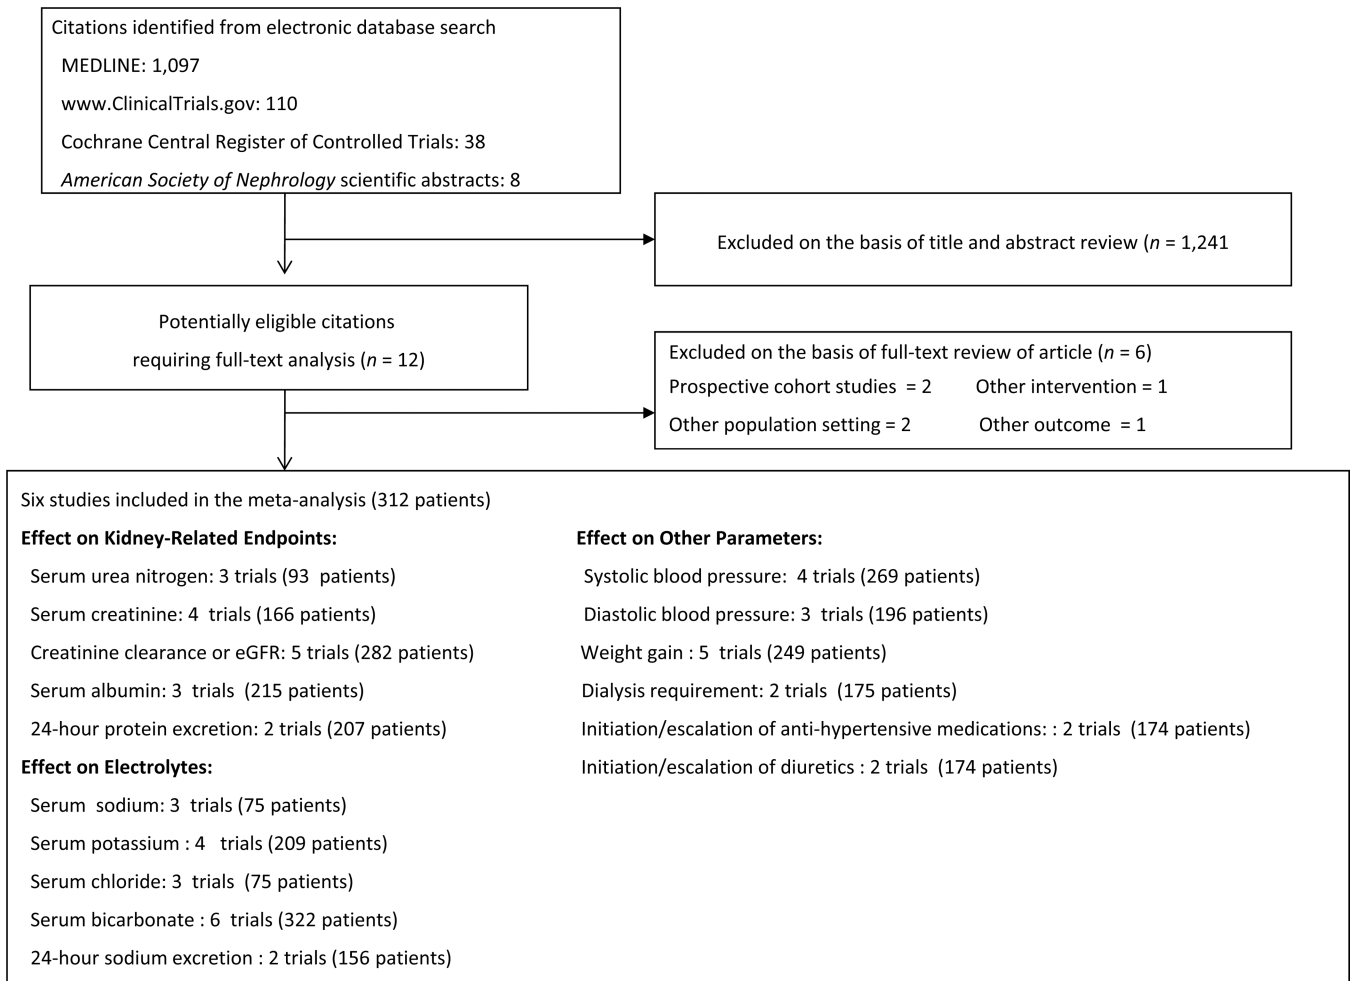 Citations identified from electronic database search
MEDLINE: 1,097
www.ClinicalTrials.gov: 110
Cochrane Central Register of Controlled Trials: 38
American Society of Nephrology scientific abstracts: 8
Excluded on the basis of title and abstract review (n = 1,241
Potentially eligible citations
requiring full-text analysis (n = 12)
Excluded on the basis of full-text review of article (n = 6)
Prospective cohort studies = 2 Other intervention = 1
Other population setting = 2 Other outcome = 1
Six studies included in the meta-analysis (312 patients)
Effect on Kidney-Related Endpoints:
Serum urea nitrogen: 3 trials (93 patients)
Serum creatinine: 4 trials (166 patients)
Creatinine clearance or eGFR: 5 trials (282 patients)
Serum albumin: 3 trials (215 patients)
24-hour protein excretion: 2 trials (207 patients)
Effect on Electrolytes:
Serum sodium: 3 trials (75 patients)
Serum potassium : 4 trials (209 patients)
Serum chloride: 3 trials (75 patients)
Serum bicarbonate : 6 trials (322 patients)
24-hour sodium excretion : 2 trials (156 patients)
Effect on Other Parameters:
Systolic blood pressure: 4 trials (269 patients)
Diastolic blood pressure: 3 trials (196 patients)
Weight gain : 5 trials (249 patients)
Dialysis requirement: 2 trials (175 patients)
Initiation/escalation of anti-hypertensive medications: : 2 trials (174 patients)
Initiation/escalation of diuretics : 2 trials (174 patients)